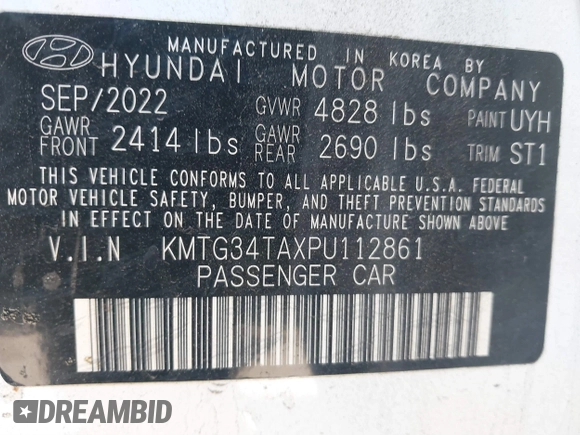 MANUFACTURED IN KOREA BY
HYUNDAI MOTOR COMPANY
SEP/2022 GVWR 4828 lbs PAINT UYH
GAWR FRONT 2414 lbs GAWR REAR 2690 lbs TRIM ST1
THIS VEHICLE CONFORMS TO ALL APPLICABLE U.S.A. FEDERAL
MOTOR VEHICLE SAFETY, BUMPER, AND THEFT PREVENTION STANDARDS
IN EFFECT ON THE DATE OF MANUFACTURE SHOWN ABOVE
V.I.N KMTG34TAXPU112861
PASSENGER CAR
DREAMBID